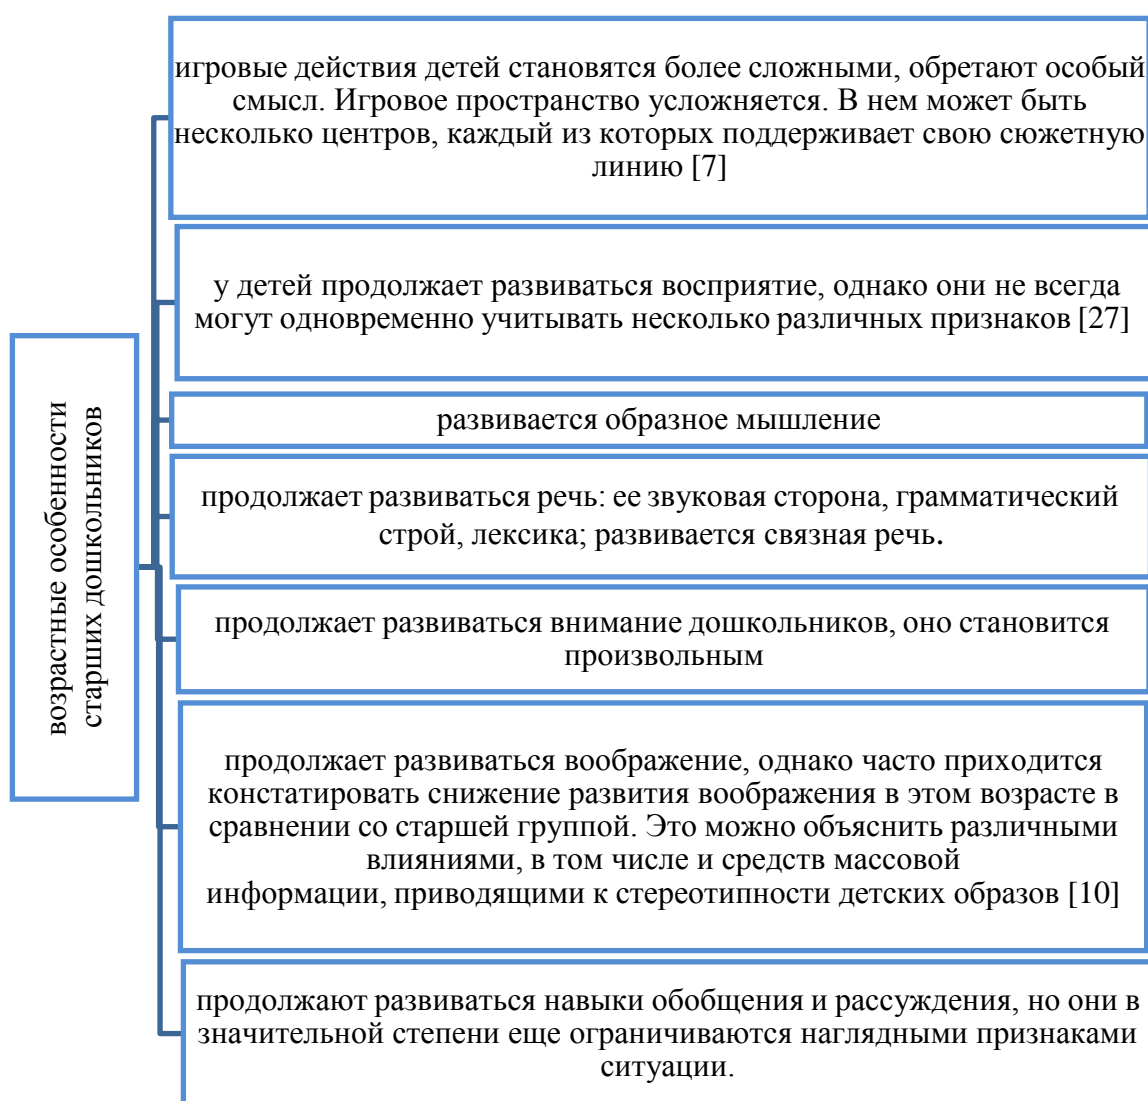 игровые действия детей становятся более сложными, обретают особый
смысл. Игровое пространство усложняется. В нем может быть
несколько центров, каждый из которых поддерживает свою сюжетную
линию [7]
у детей продолжает развиваться восприятие, однако они не всегда
могут одновременно учитывать несколько различных признаков [27]
развивается образное мышление
возрастные особенности
старших дошкольников
продолжает развиваться речь: ее звуковая сторона, грамматический
строй, лексика; развивается связная речь.
продолжает развиваться внимание дошкольников, оно становится
произвольным
продолжает развиваться воображение, однако часто приходится
констатировать снижение развития воображения в этом возрасте в
сравнении со старшей группой. Это можно объяснить различными
влияниями, в том числе и средств массовой
информации, приводящими к стереотипности детских образов [10]
продолжают развиваться навыки обобщения и рассуждения, но они в
значительной степени еще ограничиваются наглядными признаками
ситуации.